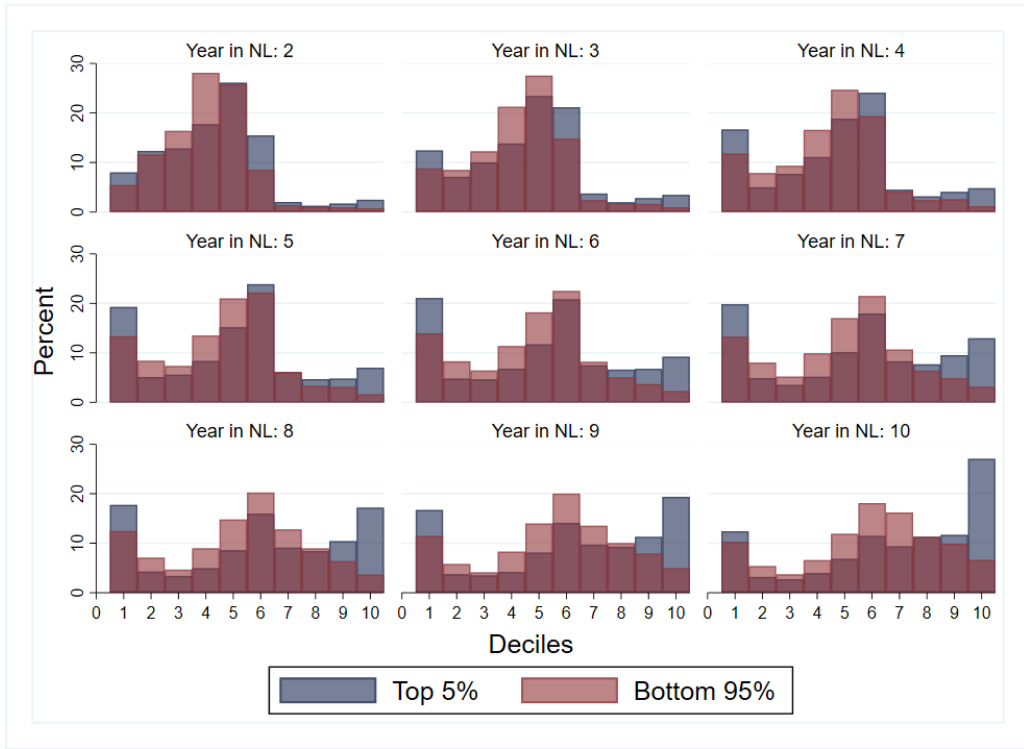 Year in NL: 2
Year in NL: 3
Year in NL: 4
30
20
10
0
Year in NL: 5
Year in NL: 6
Year in NL: 7
30
20
10
0
Percent
Year in NL: 8
Year in NL: 9
Year in NL: 10
30
20
10
0
0 1 2 3 4 5 6 7 8 9 10
0 1 2 3 4 5 6 7 8 9 10
0 1 2 3 4 5 6 7 8 9 10
Deciles
Top 5%
Bottom 95%